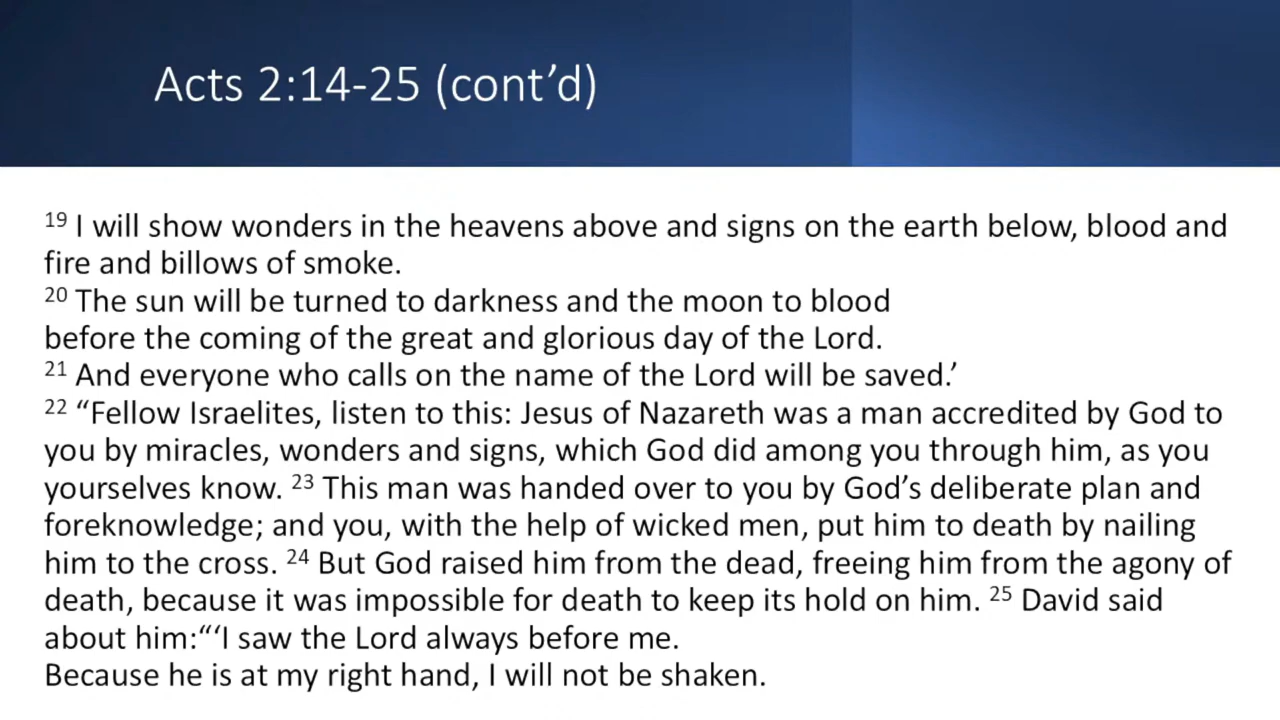 Acts 2:14-25 (cont’d)
19 I will show wonders in the heavens above and signs on the earth below, blood and
fire and billows of smoke.
20 The sun will be turned to darkness and the moon to blood
before the coming of the great and glorious day of the Lord.
21 And everyone who calls on the name of the Lord will be saved.’
22 “Fellow Israelites, listen to this: Jesus of Nazareth was a man accredited by God to
you by miracles, wonders and signs, which God did among you through him, as you
yourselves know. 23 This man was handed over to you by God’s deliberate plan and
foreknowledge; and you, with the help of wicked men, put him to death by nailing
him to the cross. 24 But God raised him from the dead, freeing him from the agony of
death, because it was impossible for death to keep its hold on him. 25 David said
about him:“‘I saw the Lord always before me.
Because he is at my right hand, I will not be shaken.